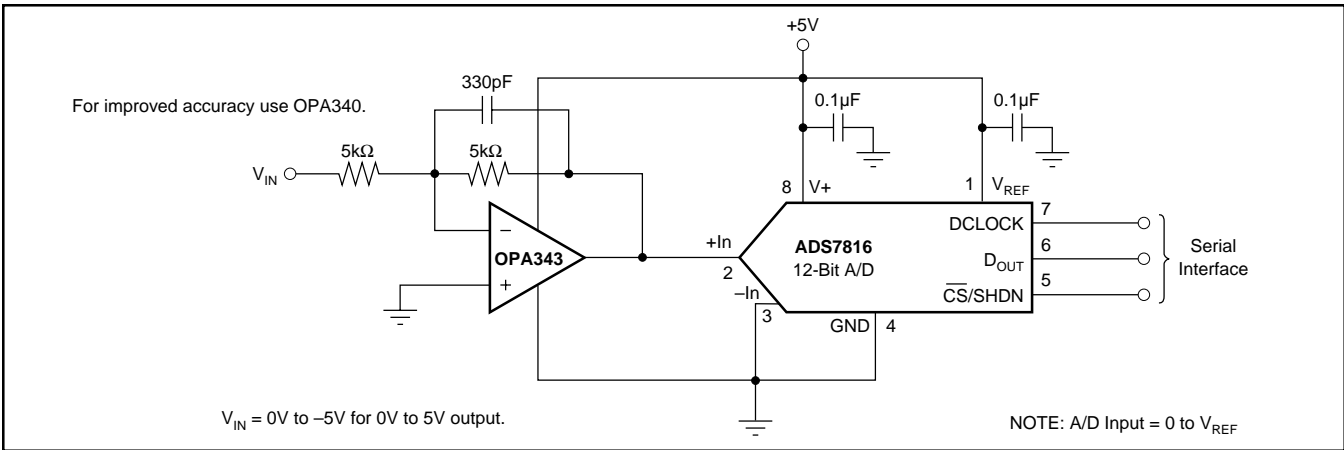 +5V
330pF
For improved accuracy use OPA340.
0.1µF
0.1µF
5kΩ
5kΩ
V_IN
8
V+
1
V_REF
–
OPA343
+
+In
2
–In
3
ADS7816
12-Bit A/D
DCLOCK
7
D_OUT
6
C̅S̅/SHDN
5
GND
4
Serial
Interface
V_IN = 0V to –5V for 0V to 5V output.
NOTE: A/D Input = 0 to V_REF